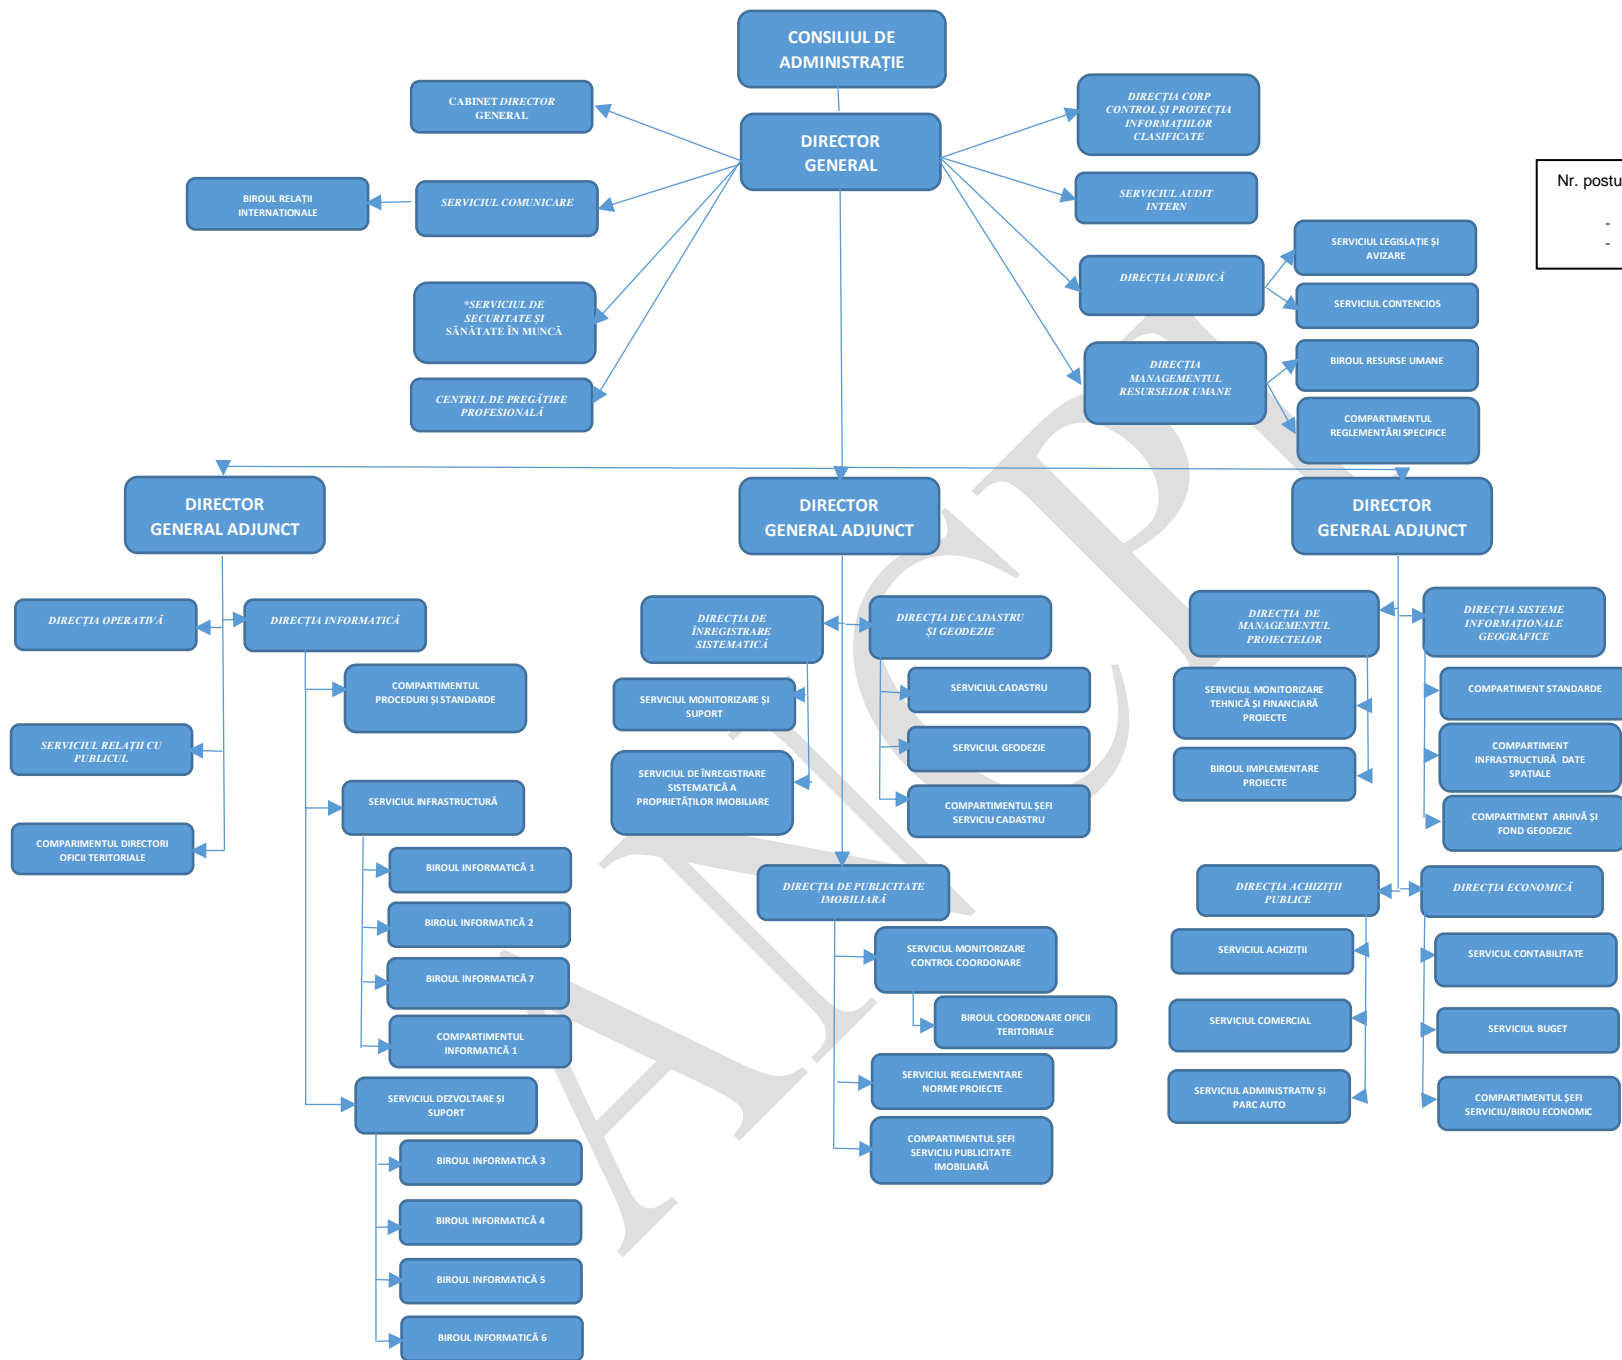 CONSILIUL DE
ADMINISTRAȚIE
CABINET DIRECTOR
GENERAL
DIRECTOR
GENERAL
DIRECȚIA CORP
CONTROL ȘI PROTECȚIA
INFORMAȚIILOR
CLASIFICATE
BIROUL RELAȚII
INTERNAȚIONALE
SERVICIUL COMUNICARE
SERVICIUL AUDIT
INTERN
Nr. postu
-
-
*SERVICIUL DE
SECURITATE ȘI
SĂNĂTATE ÎN MUNCĂ
DIRECȚIA JURIDICĂ
SERVICIUL LEGISLAȚIE ȘI
AVIZARE
SERVICIUL CONTENCIOS
CENTRUL DE PREGĂTIRE
PROFESIONALĂ
DIRECȚIA
MANAGEMENTUL
RESURSELOR UMANE
BIROUL RESURSE UMANE
COMPARTIMENTUL
REGLEMENTĂRI SPECIFICE
DIRECTOR
GENERAL ADJUNCT
DIRECTOR
GENERAL ADJUNCT
DIRECTOR
GENERAL ADJUNCT
DIRECȚIA OPERATIVĂ
DIRECȚIA INFORMATICĂ
COMPARTIMENTUL
PROCEDURI ȘI STANDARDE
SERVICIUL RELAȚII CU
PUBLICUL
SERVICIUL INFRASTRUCTURĂ
COMPARIMENTUL DIRECTORI
OFICII TERITORIALE
BIROUL INFORMATICĂ 1
BIROUL INFORMATICĂ 2
BIROUL INFORMATICĂ 7
COMPARTIMENTUL
INFORMATICĂ 1
SERVICIUL DEZVOLTARE ȘI
SUPORT
BIROUL INFORMATICĂ 3
BIROUL INFORMATICĂ 4
BIROUL INFORMATICĂ 5
BIROUL INFORMATICĂ 6
DIRECȚIA DE
ÎNREGISTRARE
SISTEMATICĂ
DIRECȚIA DE CADASTRU
ȘI GEODEZIE
SERVICIUL MONITORIZARE ȘI
SUPORT
SERVICIUL CADASTRU
SERVICIUL GEODEZIE
SERVICIUL DE ÎNREGISTRARE
SISTEMATICĂ A
PROPRIETĂȚILOR IMOBILIARE
COMPARTIMENTUL ȘEFI
SERVICIU CADASTRU
DIRECȚIA DE PUBLICITATE
IMOBILIARĂ
SERVICIUL MONITORIZARE
CONTROL COORDONARE
BIROUL COORDONARE OFICII
TERITORIALE
SERVICIUL REGLEMENTARE
NORME PROIECTE
COMPARTIMENTUL ȘEFI
SERVICIU PUBLICITATE
IMOBILIARĂ
DIRECȚIA DE
MANAGEMENTUL
PROIECTELOR
DIRECȚIA SISTEME
INFORMAȚIONALE
GEOGRAFICE
SERVICIUL MONITORIZARE
TEHNICĂ ȘI FINANCIARĂ
PROIECTE
COMPARTIMENT STANDARDE
BIROUL IMPLEMENTARE
PROIECTE
COMPARTIMENT
INFRASTRUCTURĂ DATE
SPATIALE
COMPARTIMENT ARHIVĂ ȘI
FOND GEODEZIC
DIRECȚIA ACHIZIȚII
PUBLICE
DIRECȚIA ECONOMICĂ
SERVICIUL ACHIZIȚII
SERVICUL CONTABILITATE
SERVICIUL COMERCIAL
SERVICIUL BUGET
SERVICIUL ADMINISTRATIV ȘI
PARC AUTO
COMPARTIMENTUL ȘEFI
SERVICIU/BIROU ECONOMIC
ANCPI